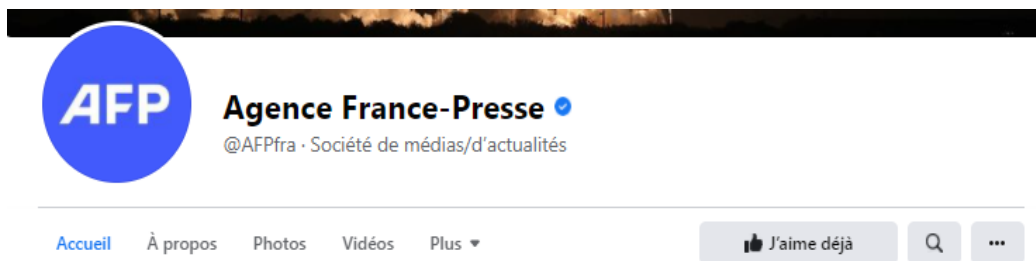 AFP
Agence France-Presse
@AFPfra · Société de médias/d'actualités
Accueil À propos Photos Vidéos Plus J'aime déjà